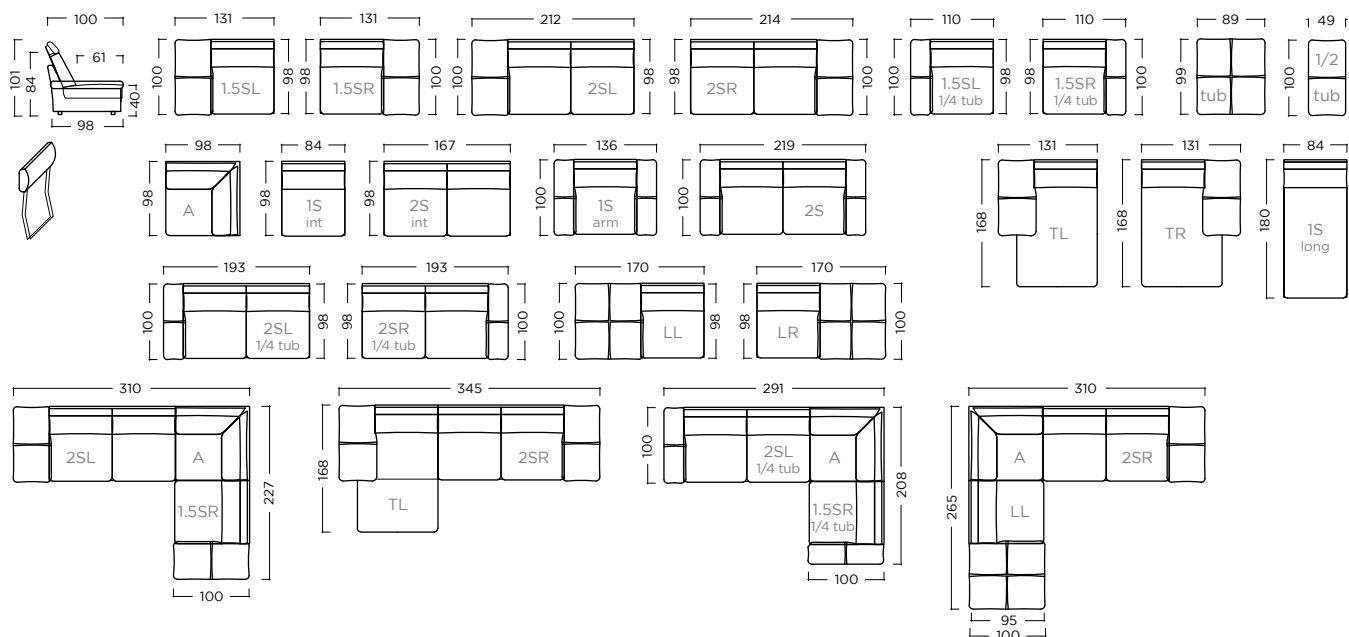 100 131 131 212 214 110 110 89 49
101 84 61 40 98
100 1.5SL 98
98 1.5SR 100
100 2SL 98
98 2SR 100
100 1.5SL 98
1/4 tub
98 1.5SR 100
1/4 tub
99 tub
100 1/2
tub
98 84 167 136 219 131 131 84
98 A
98 1S
int
98 2S
int
100 1S
arm
100 2S
168 TL
168 TR
180 1S
long
193 193 170 170
100 2SL 98
1/4 tub
98 2SR 100
1/4 tub
100 LL 98
98 LR 100
310 345 291 310
2SL A 227
1.5SR
100
168 2SR
TL
100 2SL A 208
1/4 tub
1.5SR
1/4 tub
100
265 A 2SR
LL
95
100